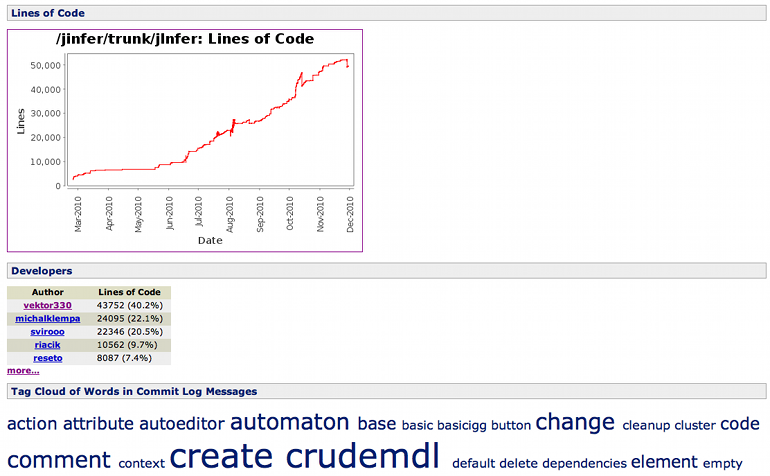 Lines of Code
/jinfer/trunk/jInfer: Lines of Code
50,000
40,000
30,000
20,000
10,000
0
Lines
Mar-2010 Apr-2010 May-2010 Jun-2010 Jul-2010 Aug-2010 Sep-2010 Oct-2010 Nov-2010 Dec-2010
Date
Developers
Author Lines of Code
vektor330 43752 (40.2%)
michalklempa 24095 (22.1%)
svirooo 22346 (20.5%)
riacik 10562 (9.7%)
reseto 8087 (7.4%)
more...
Tag Cloud of Words in Commit Log Messages
action attribute autoeditor automaton base basic basicigg button change cleanup cluster code
comment context create crudemdl default delete dependencies element empty